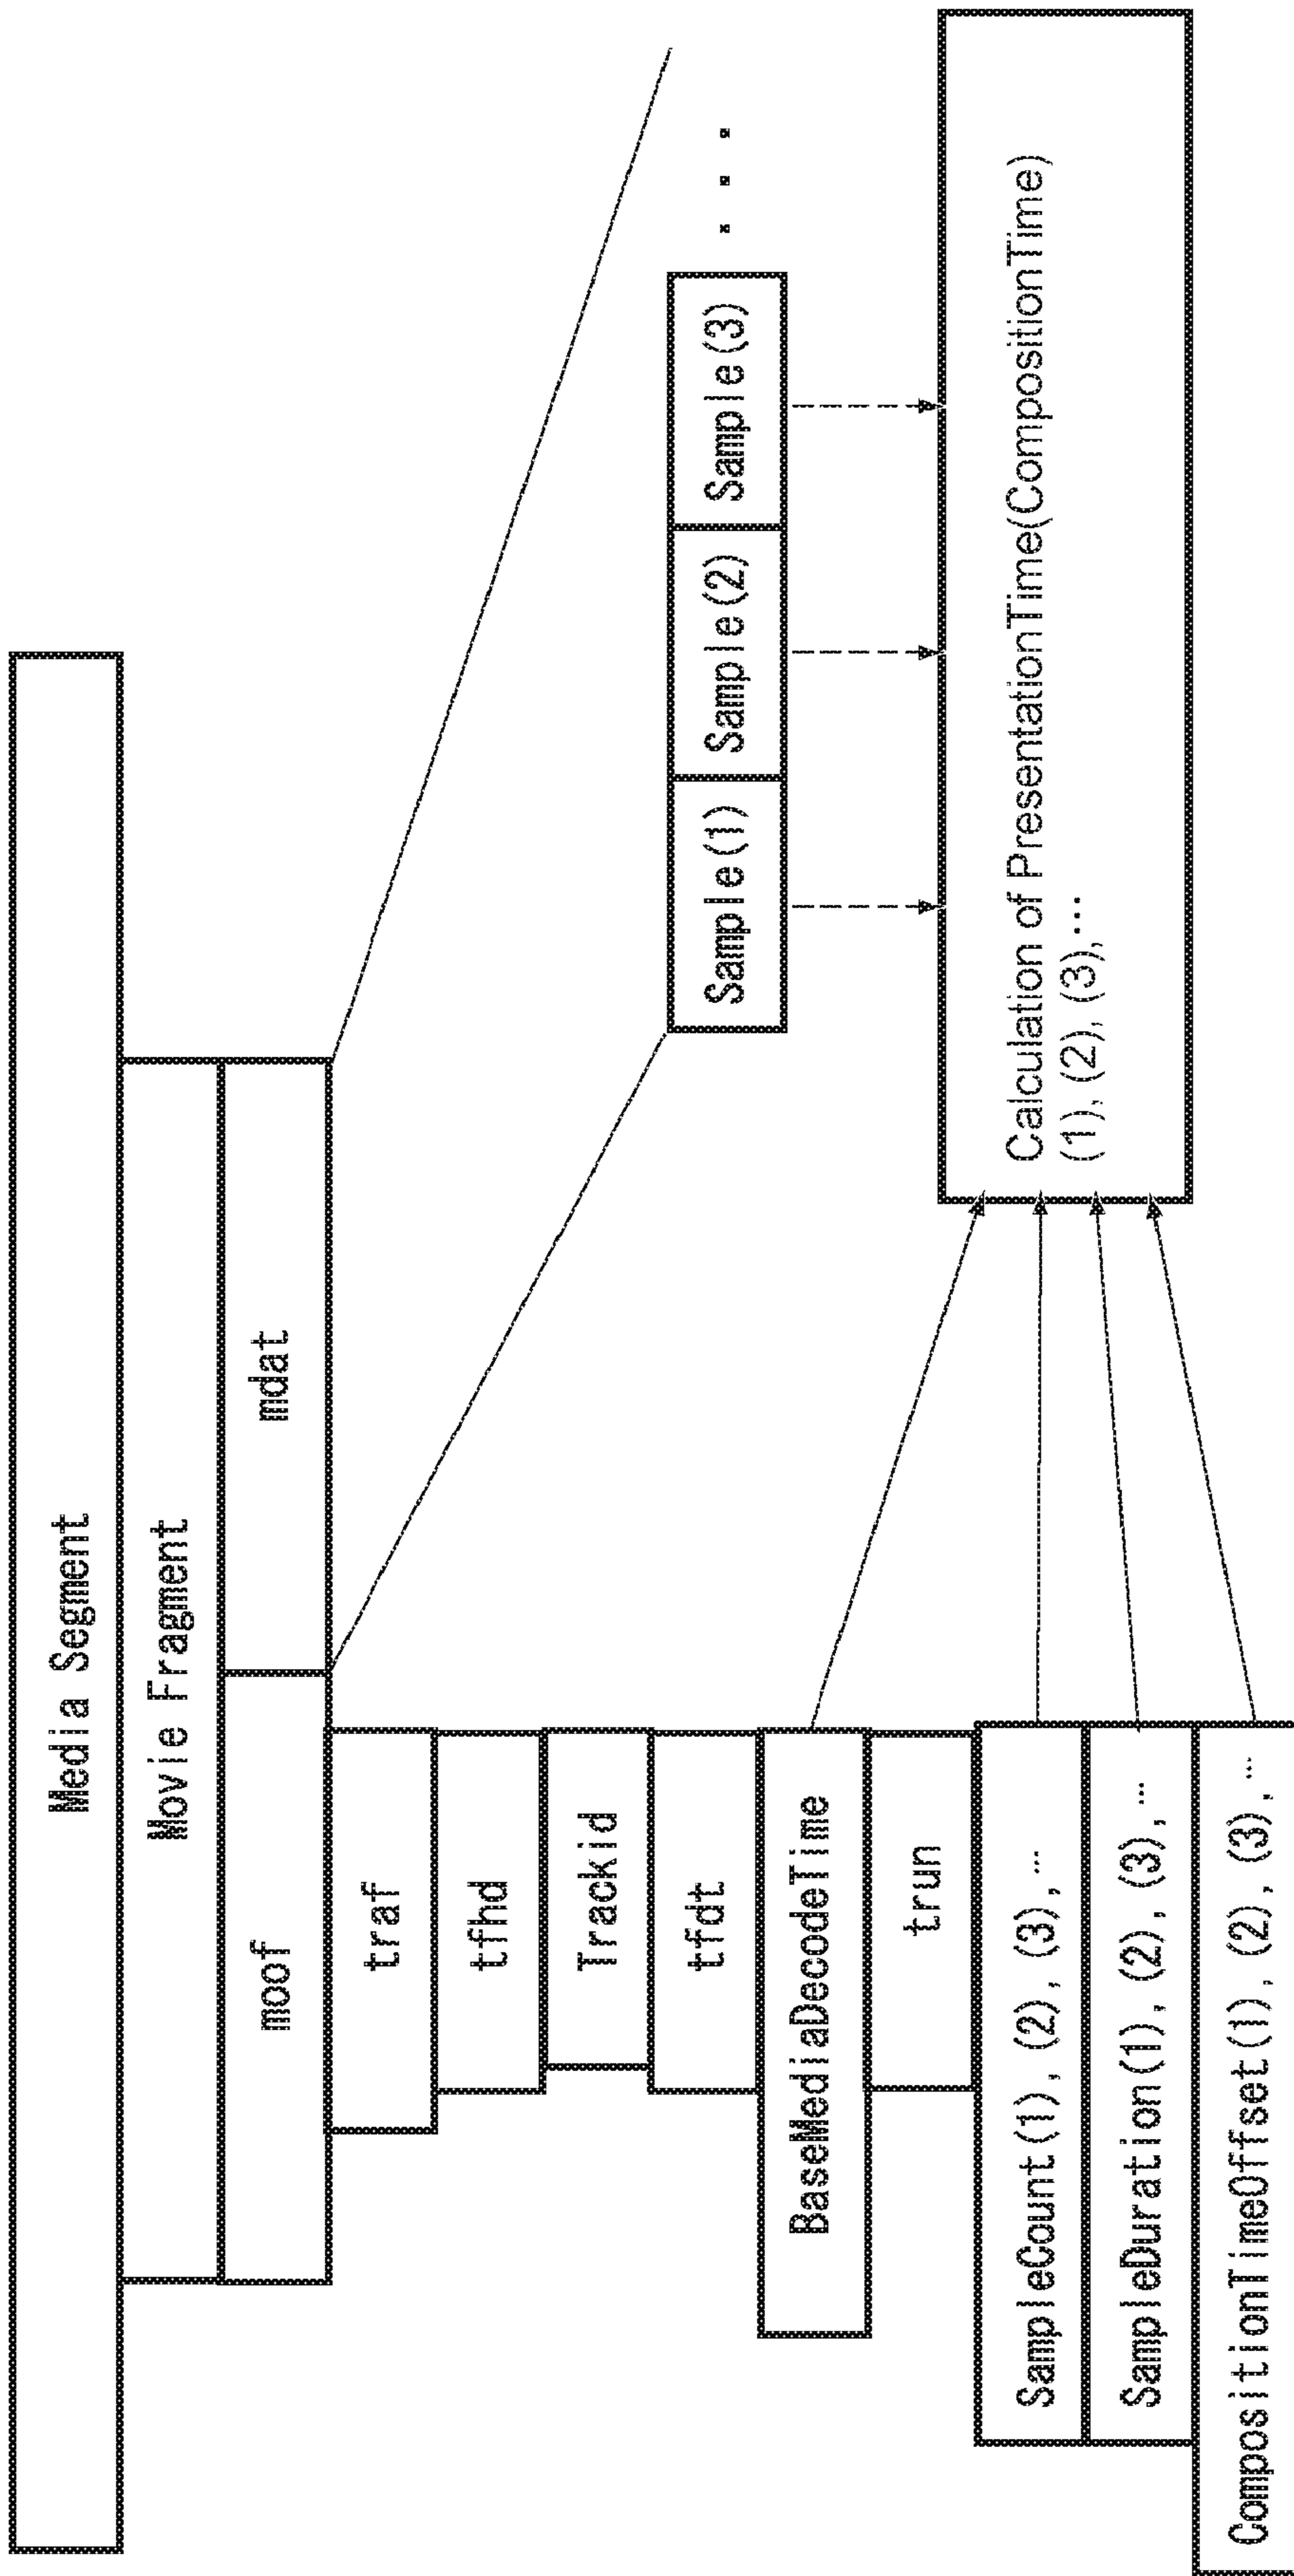 Media Segment
Movie Fragment
moof
mdat
traf
tfhd
Trackid
tfdt
BaseMediaDecodeTime
trun
SampleCount(1), (2), (3), ...
SampleDuration(1), (2), (3), ...
CompositionTimeOffset(1), (2), (3), ...
Sample(1)
Sample(2)
Sample(3)
. . .
Calculation of PresentationTime(CompositionTime)
(1), (2), (3),...